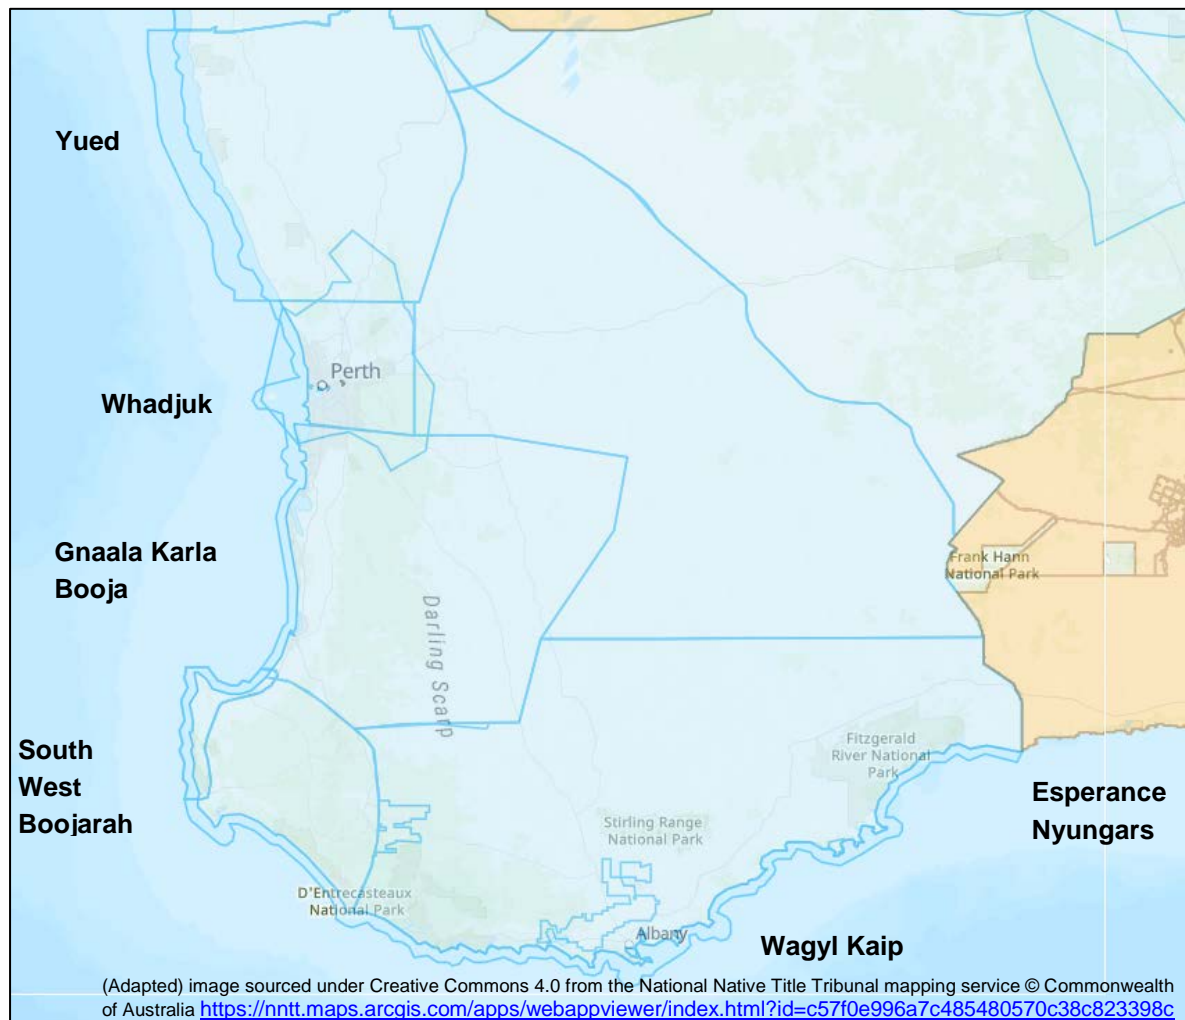 Yued
Perth
Whadjuk
Gnaala Karla
Booja
Frank Hann
National Park
Darling Scarp
South
West
Boojarah
Fitzgerald
River National
Park
Esperance
Nyungars
Stirling Range
National Park
D'Entrecasteaux
National Park
Albany
Wagyl Kaip
(Adapted) image sourced under Creative Commons 4.0 from the National Native Title Tribunal mapping service © Commonwealth
of Australia https://nntt.maps.arcgis.com/apps/webappviewer/index.html?id=c57f0e996a7c485480570c38c823398c